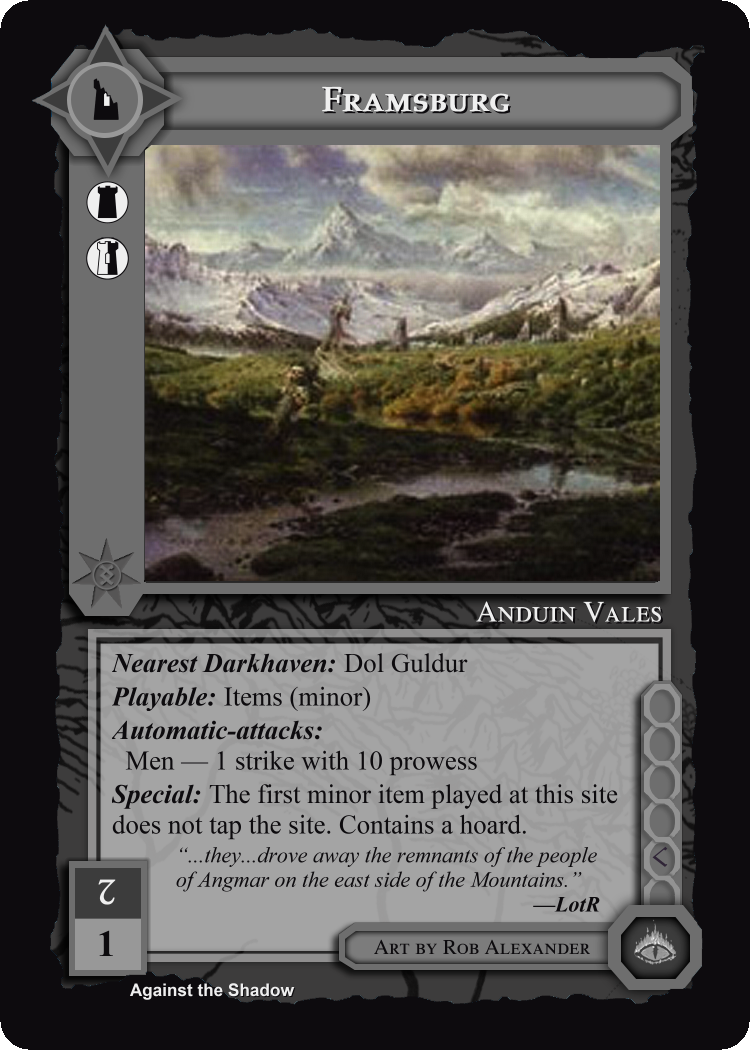 Framsburg
Anduin Vales
Nearest Darkhaven: Dol Guldur
Playable: Items (minor)
Automatic-attacks:
Men — 1 strike with 10 prowess
Special: The first minor item played at this site
does not tap the site. Contains a hoard.
“...they...drove away the remnants of the people
of Angmar on the east side of the Mountains.”
—LotR
2
1
Art by Rob Alexander
Against the Shadow